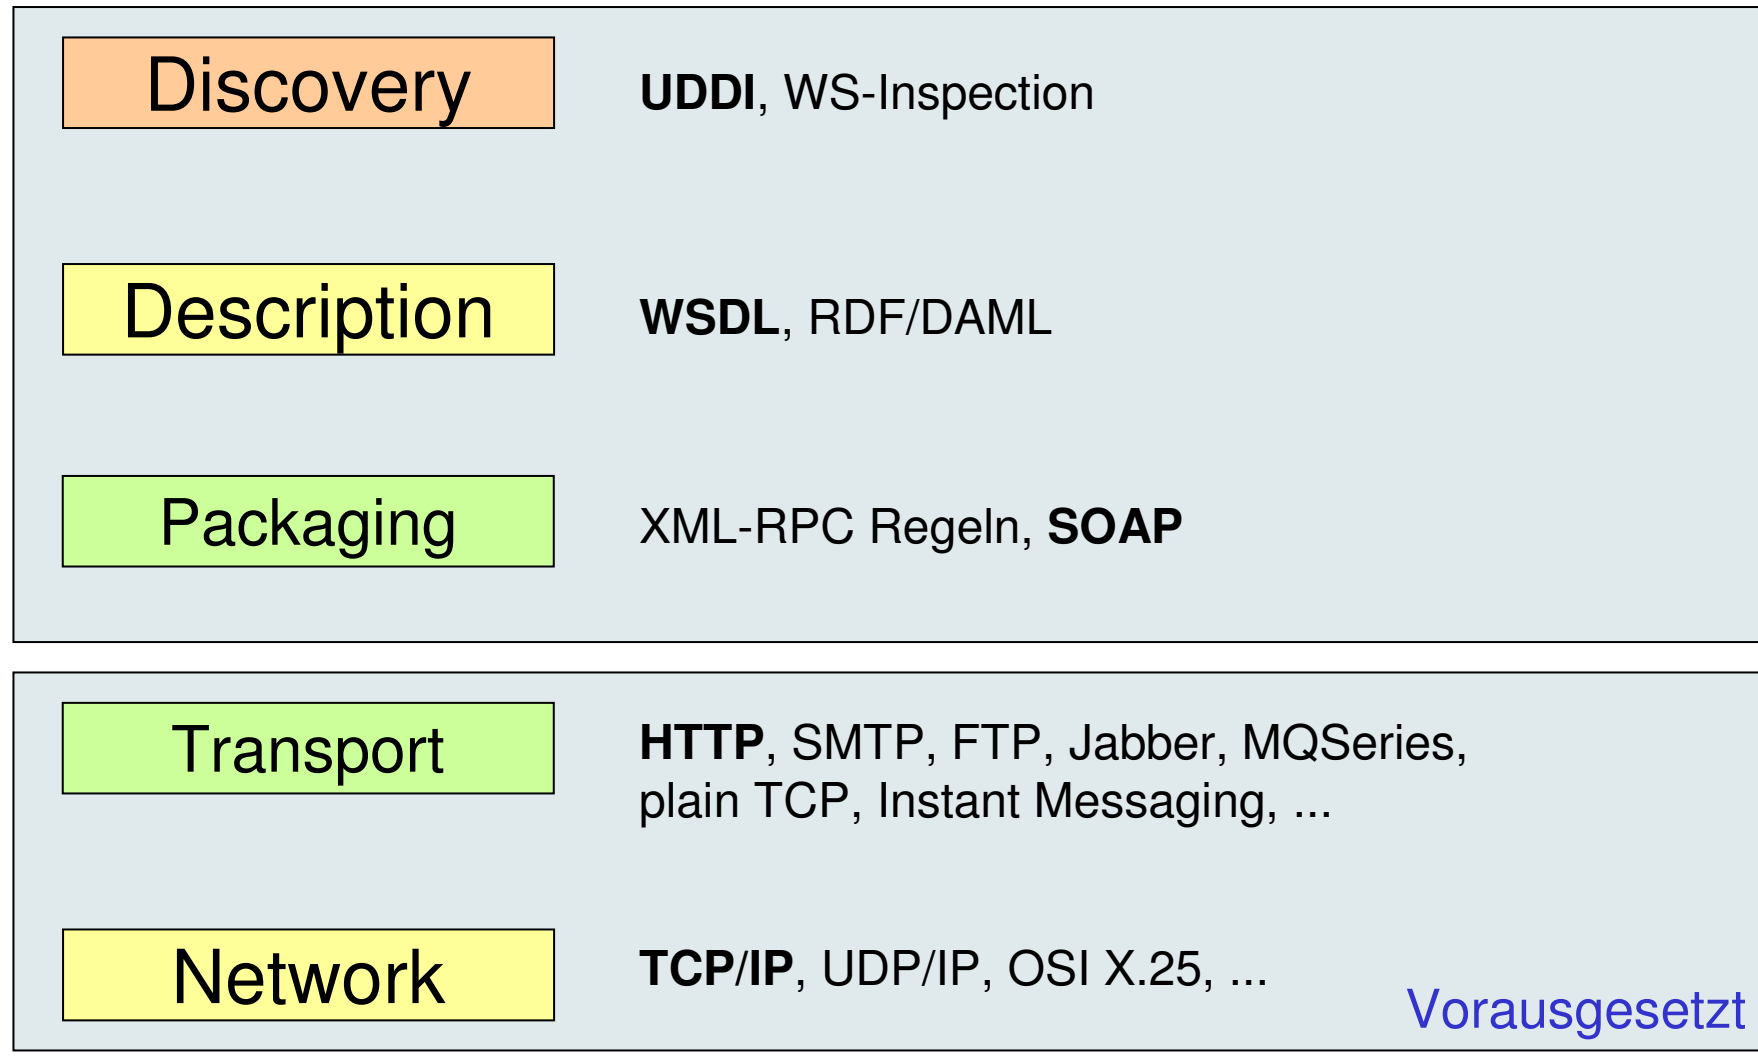 Discovery
UDDI, WS-Inspection
Description
WSDL, RDF/DAML
Packaging
XML-RPC Regeln, SOAP
Transport
HTTP, SMTP, FTP, Jabber, MQSeries,
plain TCP, Instant Messaging, ...
Network
TCP/IP, UDP/IP, OSI X.25, ...
Vorausgesetzt